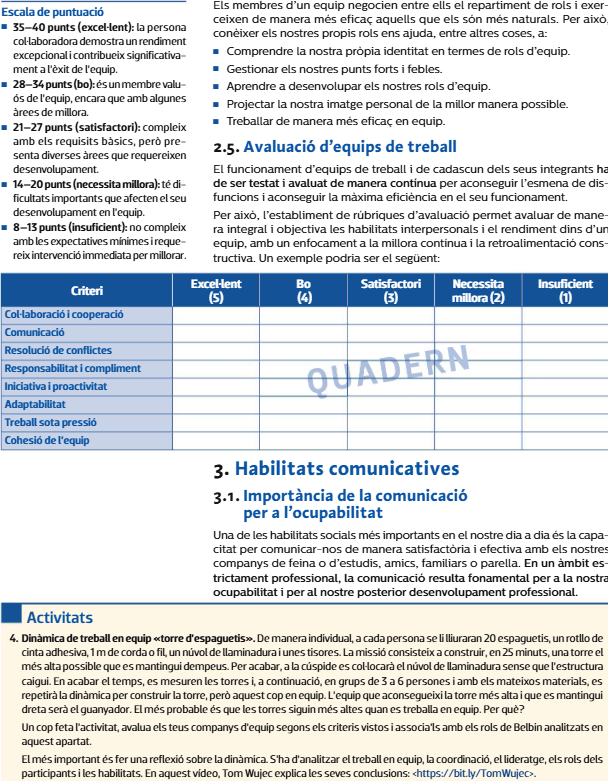 Escala de puntuació
35–40 punts (excel·lent): la persona
col·laboradora demostra un rendiment
excepcional i contribueix significativa-
ment a l'èxit de l'equip.
28–34 punts (bo): és un membre valu-
ós de l'equip, encara que amb algunes
àrees de millora.
21–27 punts (satisfactori): compleix
amb els requisits bàsics, però pre-
senta diverses àrees que requereixen
desenvolupament.
14–20 punts (necessita millora): té di-
ficultats importants que afecten el seu
desenvolupament en l'equip.
8–13 punts (insuficient): no compleix
amb les expectatives mínimes i reque-
reix intervenció immediata per millorar.
Els membres d'un equip negocien entre ells el repartiment de rols i exer-
ceixen de manera més eficaç aquells que els són més naturals. Per això,
conèixer els nostres propis rols ens ajuda, entre altres coses, a:
Comprendre la nostra pròpia identitat en termes de rols d'equip.
Gestionar els nostres punts forts i febles.
Aprendre a desenvolupar els nostres rols d'equip.
Projectar la nostra imatge personal de la millor manera possible.
Treballar de manera més eficaç en equip.
2.5. Avaluació d'equips de treball
El funcionament d'equips de treball i de cadascun dels seus integrants ha
de ser testat i avaluat de manera contínua per aconseguir l'esmena de dis-
funcions i aconseguir la màxima eficiència en el seu funcionament.
Per això, l'establiment de rúbriques d'avaluació permet avaluar de mane-
ra integral i objectiva les habilitats interpersonals i el rendiment dins d'un
equip, amb un enfocament a la millora contínua i la retroalimentació cons-
tructiva. Un exemple podria ser el següent:
Criteri Excel·lent (5) Bo (4) Satisfactori (3) Necessita millora (2) Insuficient (1)
Col·laboració i cooperació
Comunicació
Resolució de conflictes
Responsabilitat i compliment
Iniciativa i proactivitat
Adaptabilitat
Treball sota pressió
Cohesió de l'equip
QUADERN
3. Habilitats comunicatives
3.1. Importància de la comunicació
per a l'ocupabilitat
Una de les habilitats socials més importants en el nostre dia a dia és la capa-
citat per comunicar-nos de manera satisfactòria i efectiva amb els nostres
companys de feina o d'estudis, amics, familiars o parella. En un àmbit es-
trictament professional, la comunicació resulta fonamental per a la nostra
ocupabilitat i per al nostre posterior desenvolupament professional.
Activitats
4. Dinàmica de treball en equip «torre d'espaguetis». De manera individual, a cada persona se li lliuraran 20 espaguetis, un rotllo de
cinta adhesiva, 1 m de corda o fil, un núvol de llaminadura i unes tisores. La missió consisteix a construir, en 25 minuts, una torre el
més alta possible que es mantingui dempeus. Per acabar, a la cúspide es col·locarà el núvol de llaminadura sense que l'estructura
caigui. En acabar el temps, es mesuren les torres i, a continuació, en grups de 3 a 6 persones i amb els mateixos materials, es
repetirà la dinàmica per construir la torre, però aquest cop en equip. L'equip que aconsegueixi la torre més alta i que es mantingui
dreta serà el guanyador. El més probable és que les torres siguin més altes quan es treballa en equip. Per què?
Un cop feta l'activitat, avalua els teus companys d'equip segons els criteris vistos i associa'ls amb els rols de Belbin analitzats en
aquest apartat.
El més important és fer una reflexió sobre la dinàmica. S'ha d'analitzar el treball en equip, la coordinació, el lideratge, els rols dels
participants i les habilitats. En aquest vídeo, Tom Wujec explica les seves conclusions: <https://bit.ly/TomWujec>.